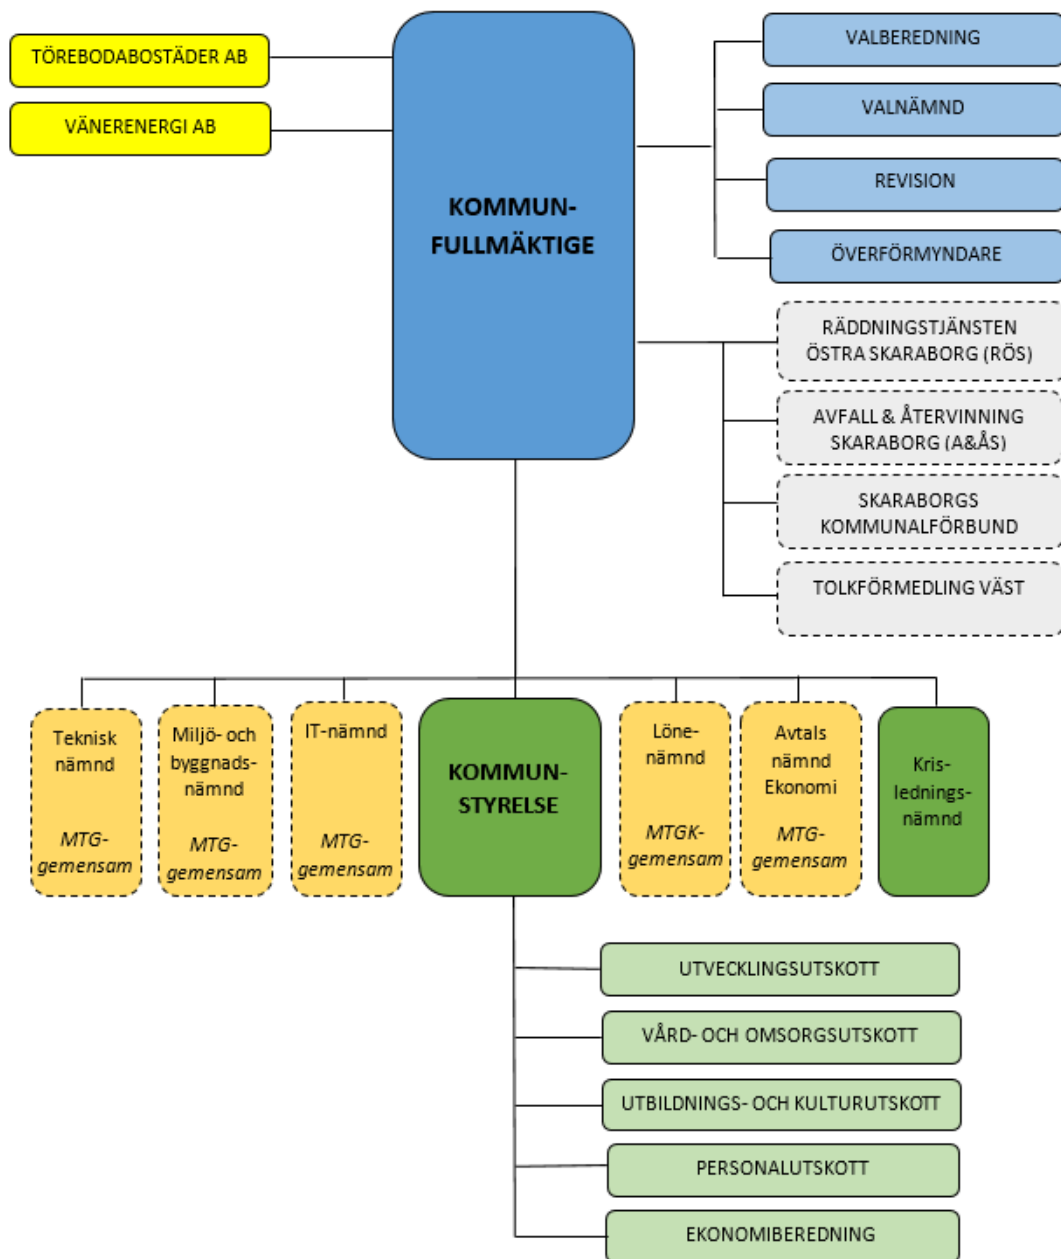 TÖREBODABOSTÄDER AB
VÄNERENERGI AB
KOMMUN-
FULLMÄKTIGE
VALBEREDNING
VALNÄMND
REVISION
ÖVERFÖRMYNDARE
RÄDDNINGSTJÄNSTEN
ÖSTRA SKARABORG (RÖS)
AVFALL & ÅTERVINNING
SKARABORG (A&ÅS)
SKARABORGS
KOMMUNALFÖRBUND
TOLKFÖRMEDLING VÄST
Teknisk
nämnd
MTG-
gemensam
Miljö- och
byggnads-
nämnd
MTG-
gemensam
IT-nämnd
MTG-
gemensam
KOMMUN-
STYRELSE
Löne-
nämnd
MTGK-
gemensam
Avtals
nämnd
Ekonomi
MTG-
gemensam
Kris-
lednings-
nämnd
UTVECKLINGSUTSKOTT
VÅRD- OCH OMSORGSUTSKOTT
UTBILDNINGS- OCH KULTURUTSKOTT
PERSONALUTSKOTT
EKONOMIBEREDNING